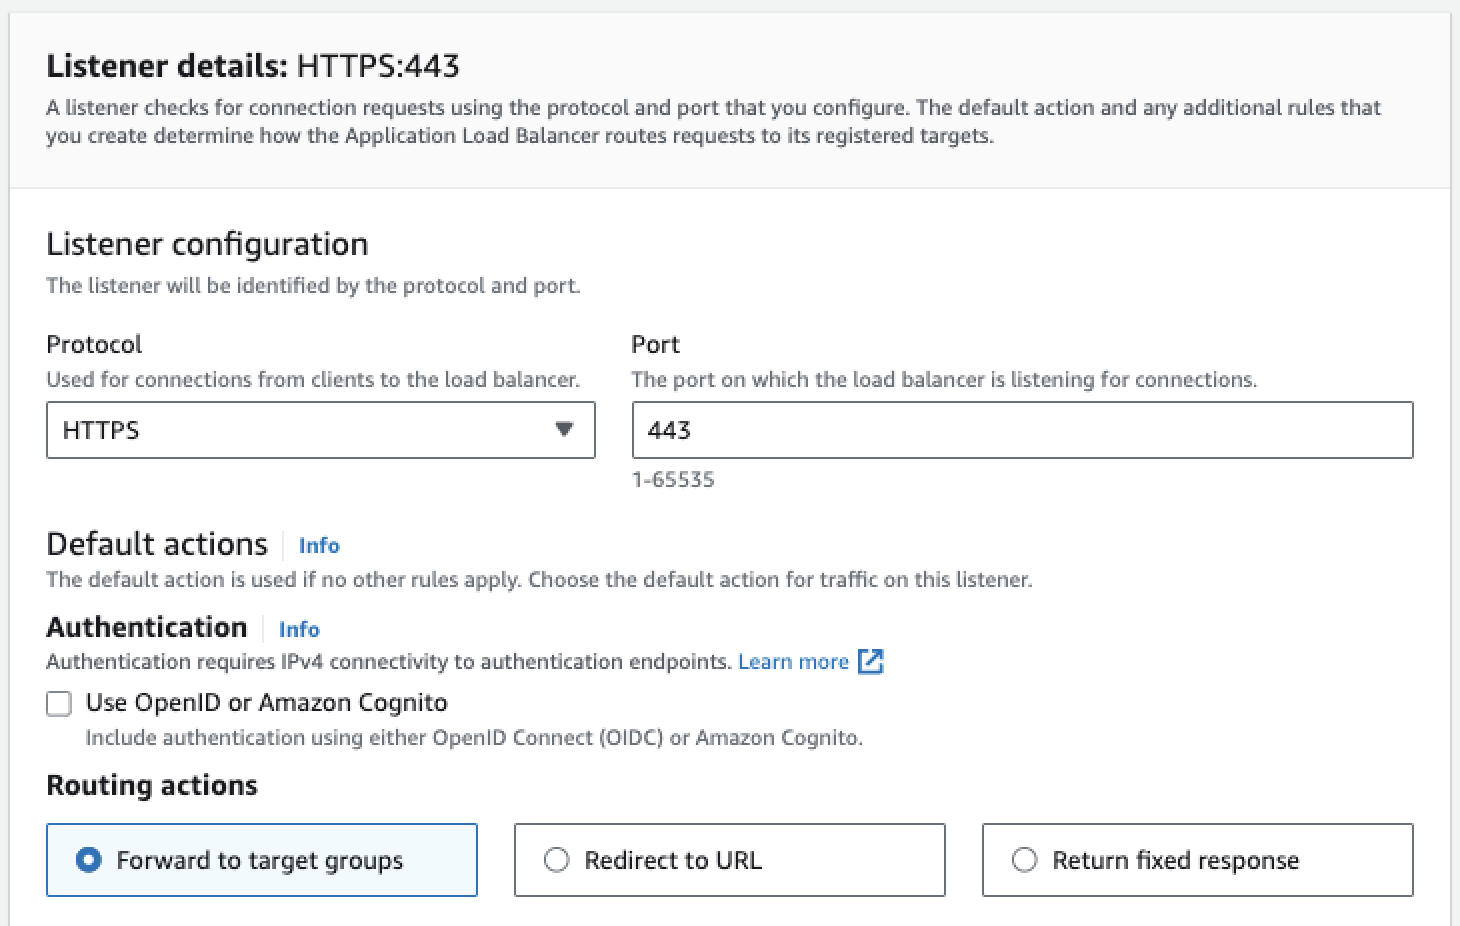 Listener details: HTTPS:443
A listener checks for connection requests using the protocol and port that you configure. The default action and any additional rules that
you create determine how the Application Load Balancer routes requests to its registered targets.
Listener configuration
The listener will be identified by the protocol and port.
Protocol
Used for connections from clients to the load balancer.
HTTPS
Port
The port on which the load balancer is listening for connections.
443
1-65535
Default actions Info
The default action is used if no other rules apply. Choose the default action for traffic on this listener.
Authentication Info
Authentication requires IPv4 connectivity to authentication endpoints. Learn more
Use OpenID or Amazon Cognito
Include authentication using either OpenID Connect (OIDC) or Amazon Cognito.
Routing actions
Forward to target groups
Redirect to URL
Return fixed response